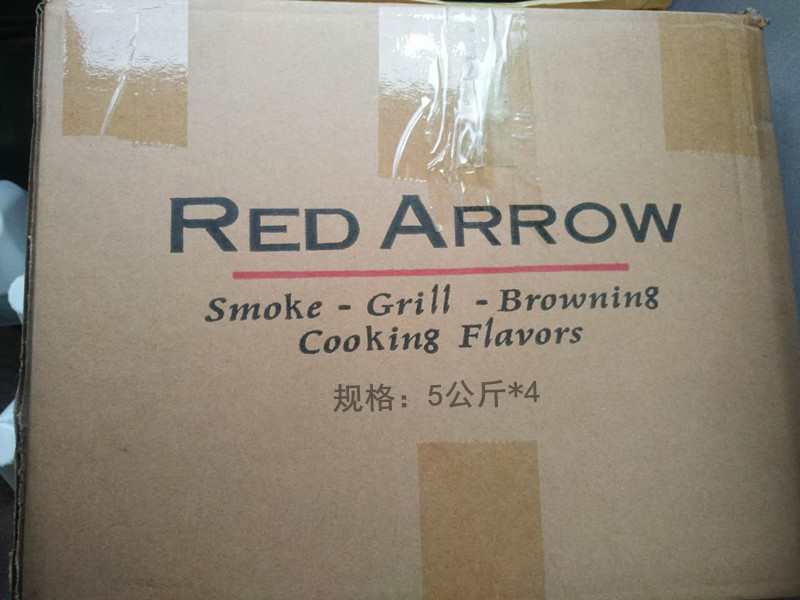 RED ARROW
Smoke - Grill - Browning
Cooking Flavors
规格：5公斤*4